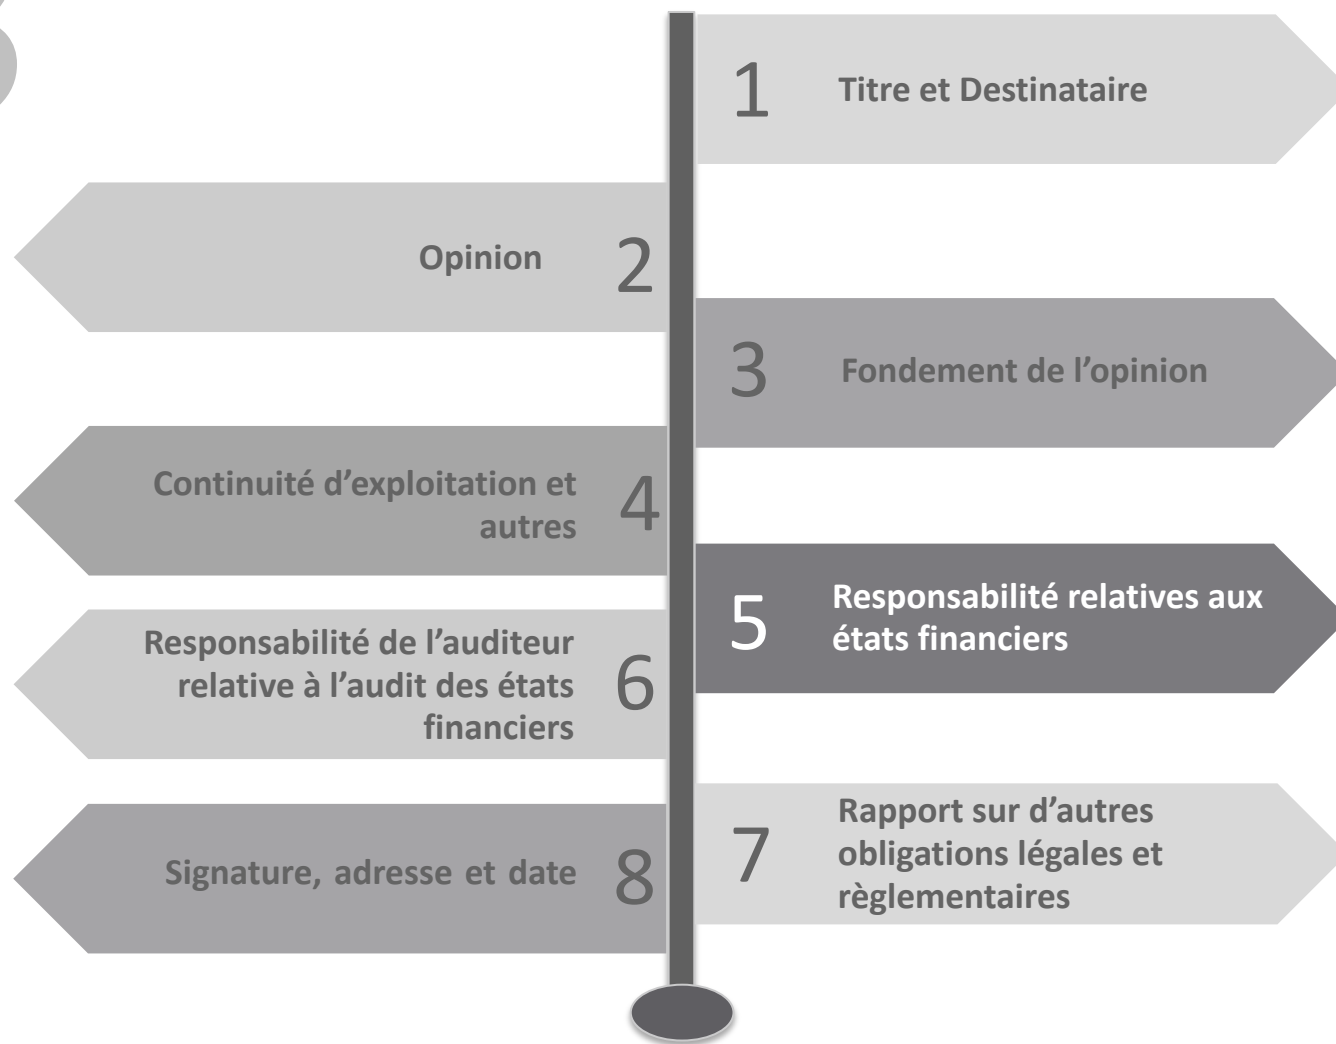 1
Titre et Destinataire
2
Opinion
3
Fondement de l’opinion
4
Continuité d’exploitation et
autres
5
Responsabilité relatives aux
états financiers
6
Responsabilité de l’auditeur
relative à l’audit des états
financiers
7
Rapport sur d’autres
obligations légales et
règlementaires
8
Signature, adresse et date